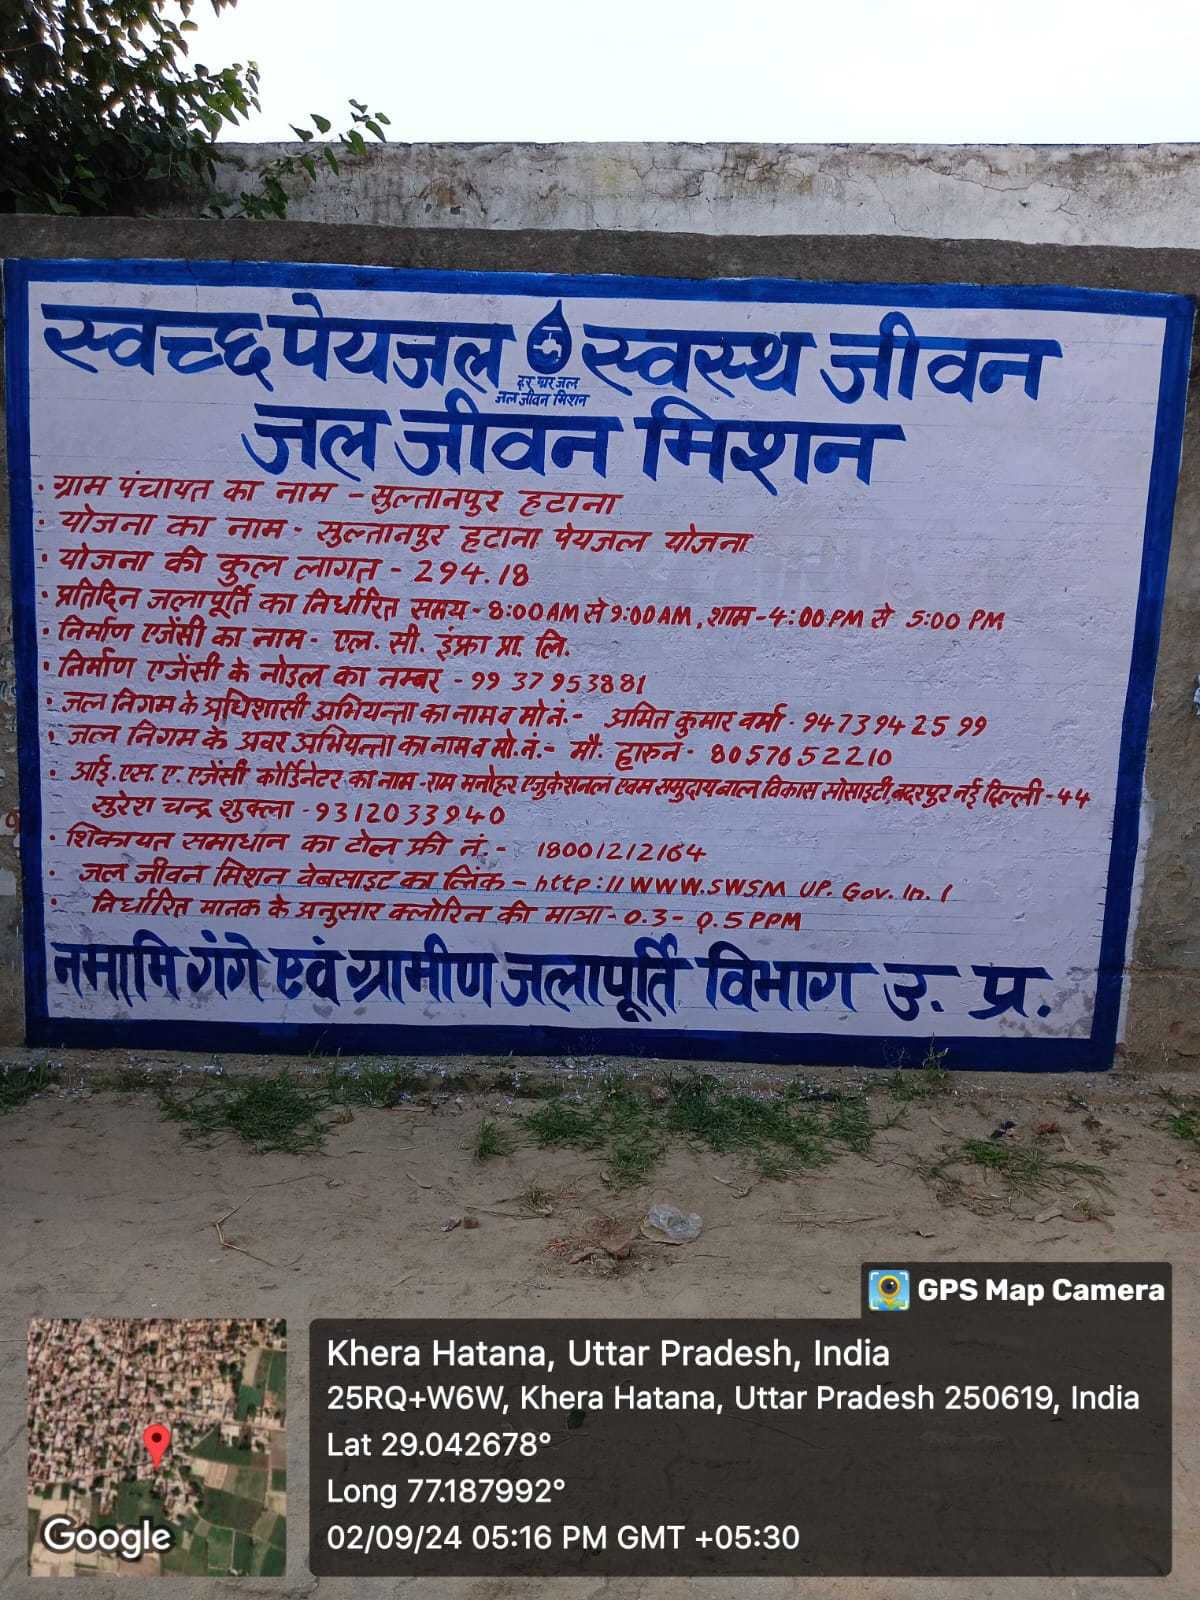 स्वच्छ पेयजल स्वस्थ जीवन
हर घर जल
जल जीवन मिशन
जल जीवन मिशन
• ग्राम पंचायत का नाम - सुल्तानपुर हटाना
• योजना का नाम - सुल्तानपुर हटाना पेयजल योजना
• योजना की कुल लागत - 294.18
• प्रतिदिन जलापूर्ति का निर्धारित समय - 8:00 AM से 9:00 AM, शाम - 4:00 PM से 5:00 PM
• निर्माण एजेंसी का नाम - एल. सी. इंफ्रा प्रा. लि.
• निर्माण एजेंसी के नोडल का नम्बर - 9937953881
• जल निगम के अधिशासी अभियन्ता का नाम व मो नं. - अमित कुमार वर्मा - 9473942599
• जल निगम के अवर अभियन्ता का नाम व मो. नं. - मौ. हारुन - 8057652210
• आई. एस. ए. एजेंसी कोर्डिनेटर का नाम - राम मनोहर एजुकेशनल एवम समुदाय बाल विकास सोसाइटी, बदरपुर नई दिल्ली - 44
सुरेश चन्द्र शुक्ला - 9312033940
• शिकायत समाधान का टोल फ्री नं. - 18001212164
• जल जीवन मिशन वेबसाइट का लिंक - http://WWW.SWSM UP. Gov. In. /
• निर्धारित मानक के अनुसार क्लोरिन की मात्रा - 0.3 - 0.5 PPM
नमामि गंगे एवं ग्रामीण जलापूर्ति विभाग उ. प्र.
GPS Map Camera
Khera Hatana, Uttar Pradesh, India
25RQ+W6W, Khera Hatana, Uttar Pradesh 250619, India
Lat 29.042678°
Long 77.187992°
02/09/24 05:16 PM GMT +05:30
Google